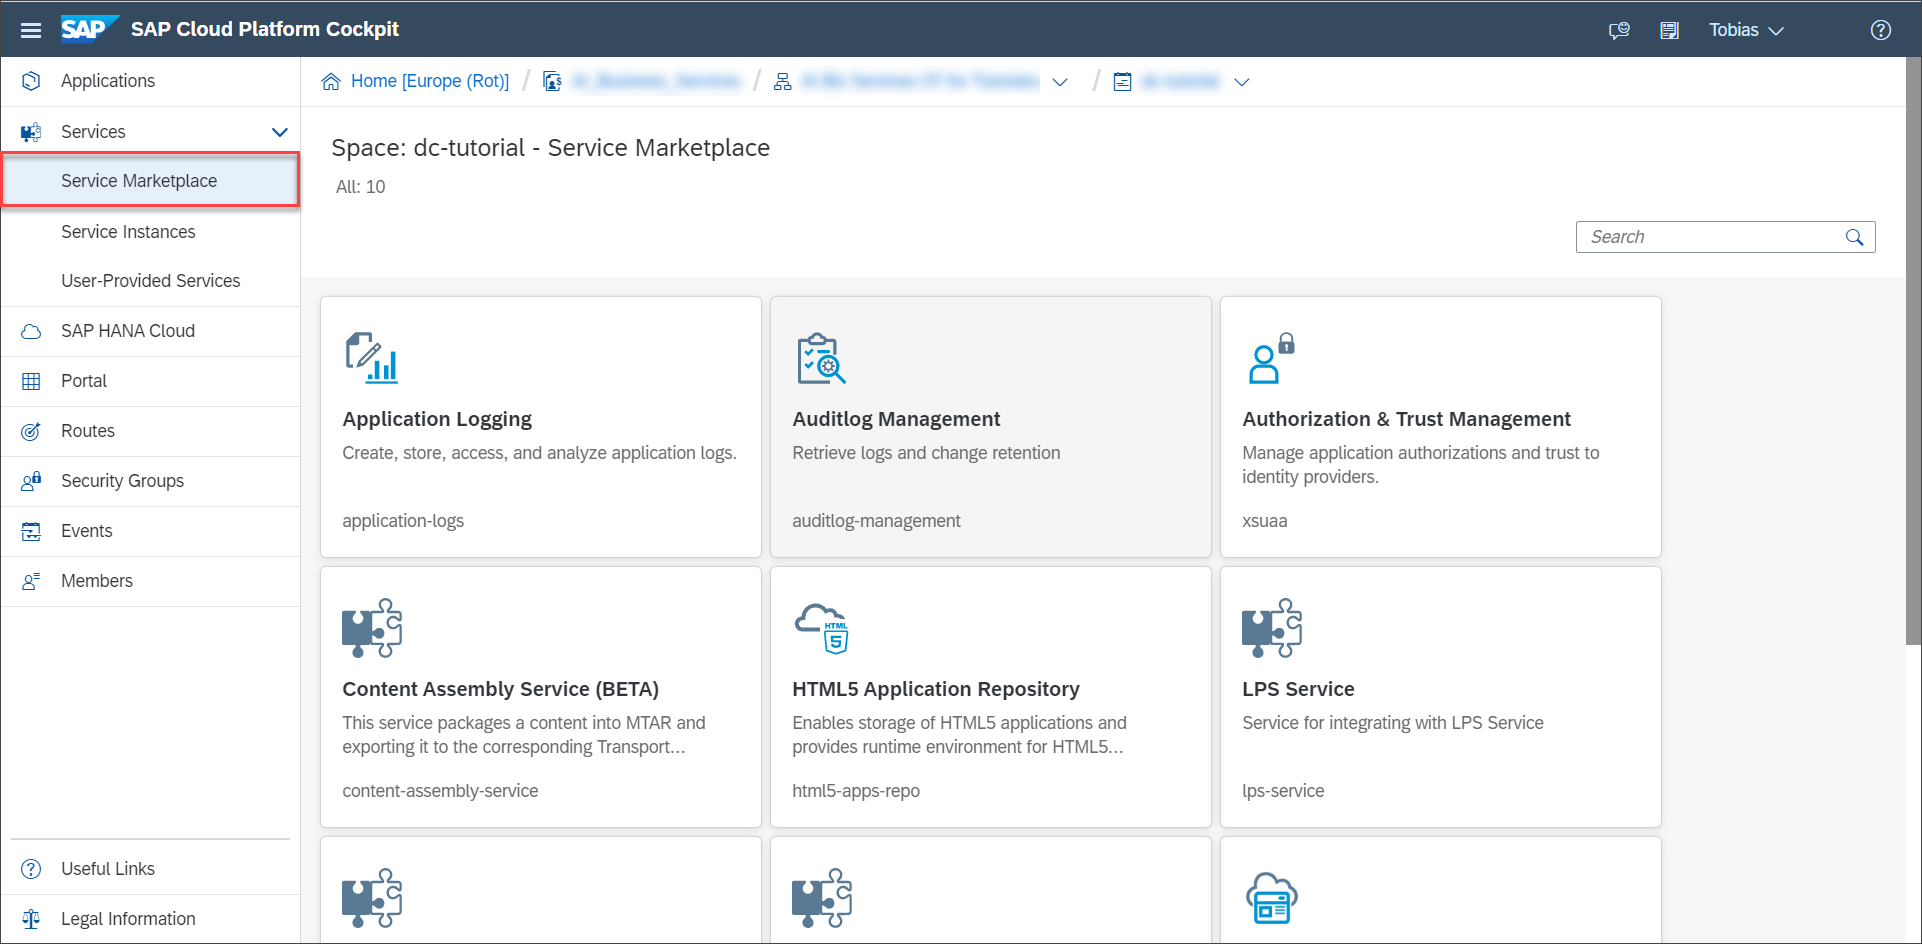 SAP SAP Cloud Platform Cockpit Tobias
Applications
Services
Service Marketplace
Service Instances
User-Provided Services
SAP HANA Cloud
Portal
Routes
Security Groups
Events
Members
Useful Links
Legal Information
Home [Europe (Rot)] / / /
Space: dc-tutorial - Service Marketplace
All: 10
Search
Application Logging
Create, store, access, and analyze application logs.
application-logs
Auditlog Management
Retrieve logs and change retention
auditlog-management
Authorization & Trust Management
Manage application authorizations and trust to
identity providers.
xsuaa
Content Assembly Service (BETA)
This service packages a content into MTAR and
exporting it to the corresponding Transport...
content-assembly-service
HTML
5
HTML5 Application Repository
Enables storage of HTML5 applications and
provides runtime environment for HTML5...
html5-apps-repo
LPS Service
Service for integrating with LPS Service
lps-service